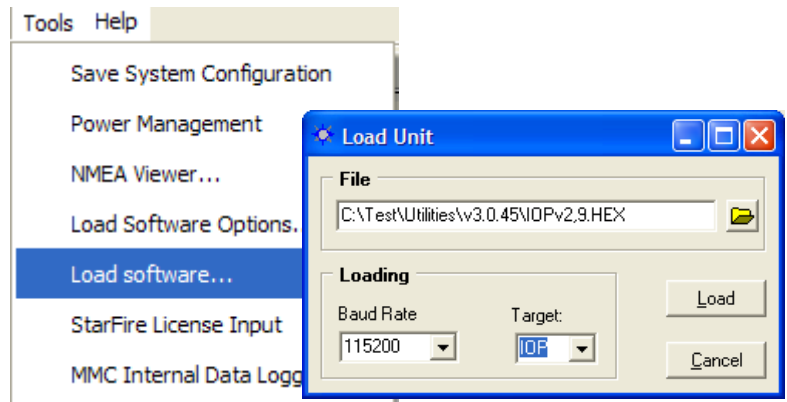 Tools Help
Save System Configuration
Power Management
NMEA Viewer...
Load Software Options.
Load software...
StarFire License Input
MMC Internal Data Logg
Load Unit
File
C:\Test\Utilities\v3.0.45\IOPv2,9.HEX
Loading
Baud Rate Target:
115200 IOP
Load
Cancel